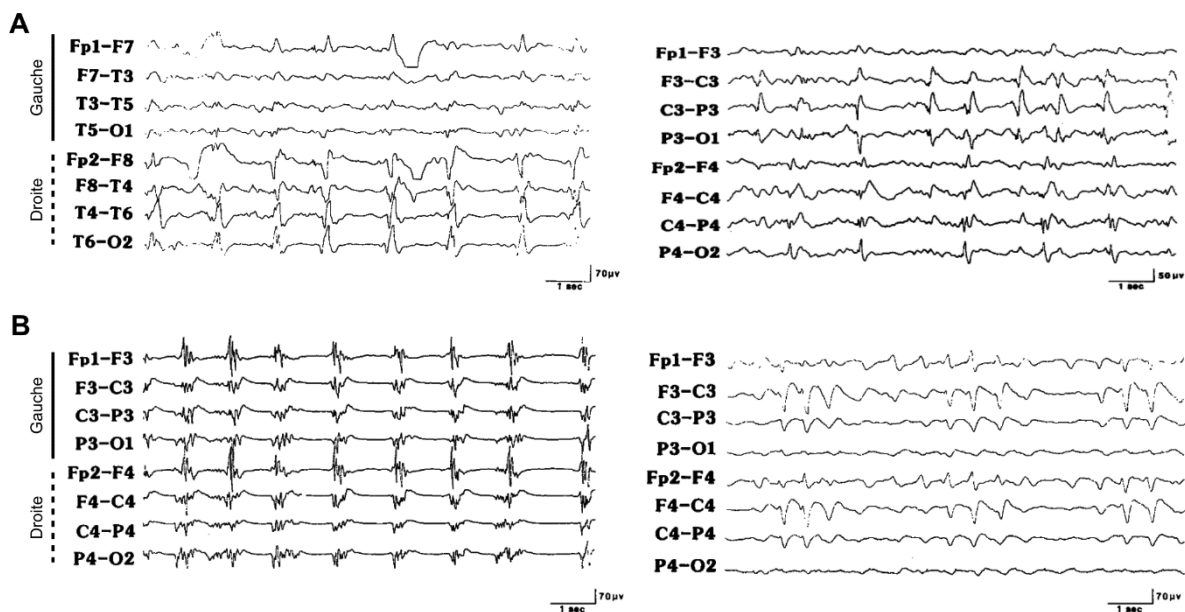 A
Gauche
Droite
Fp1-F7
F7-T3
T3-T5
T5-O1
Fp2-F8
F8-T4
T4-T6
T6-O2
1 sec
70µv
Fp1-F3
F3-C3
C3-P3
P3-O1
Fp2-F4
F4-C4
C4-P4
P4-O2
1 sec
50µv
B
Gauche
Droite
Fp1-F3
F3-C3
C3-P3
P3-O1
Fp2-F4
F4-C4
C4-P4
P4-O2
1 sec
70µv
Fp1-F3
F3-C3
C3-P3
P3-O1
Fp2-F4
F4-C4
C4-P4
P4-O2
1 sec
70µv